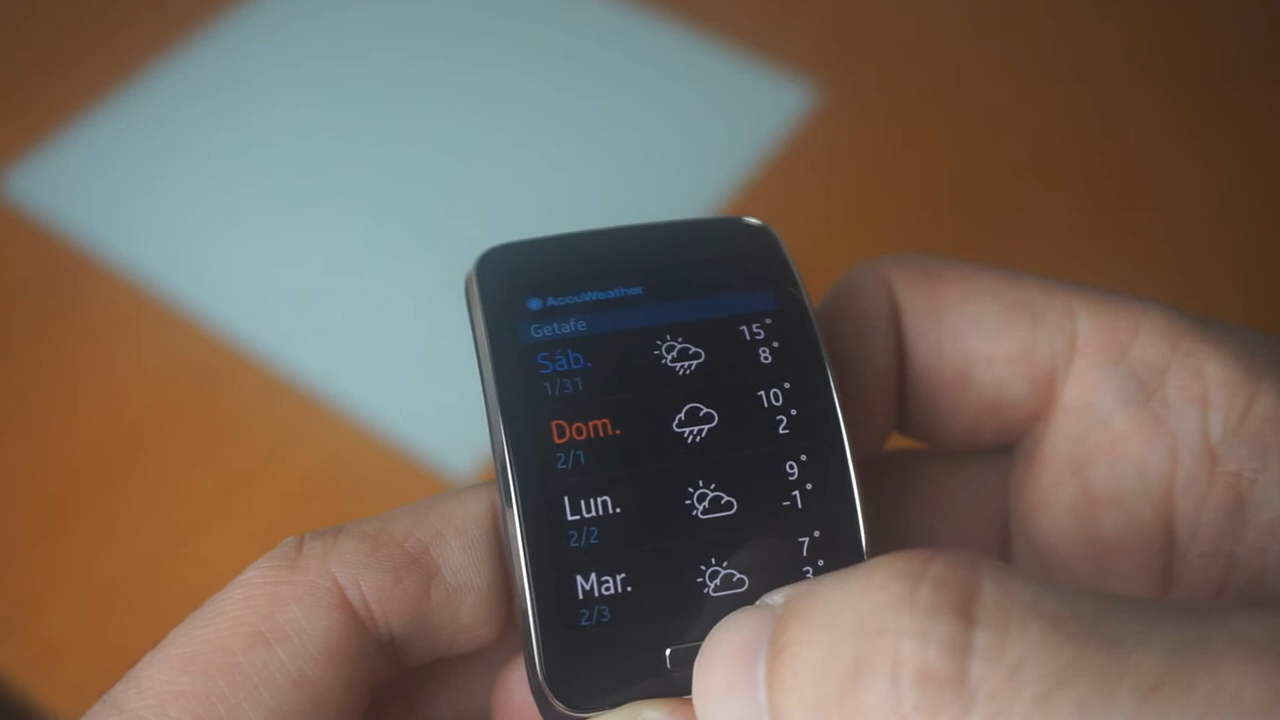 AccuWeather
Getafe
Sáb. 15°
1/31 8°
Dom. 10°
2/1 2°
Lun. 9°
2/2 -1°
Mar. 7°
2/3